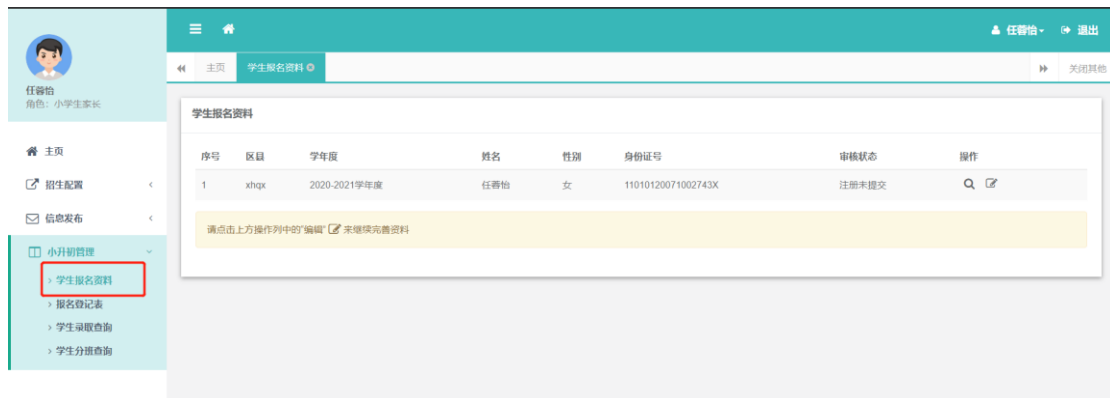 任蓉怡 退出
主页 学生报名资料 关闭其他
任蓉怡
角色：小学生家长
主页
招生配置
信息发布
小升初管理
> 学生报名资料
> 报名登记表
> 学生录取查询
> 学生分班查询
学生报名资料
序号 区县 学年度 姓名 性别 身份证号 审核状态 操作
1 xhqx 2020-2021学年度 任蓉怡 女 11010120071002743X 注册未提交
请点击上方操作列中的"编辑" 来继续完善资料